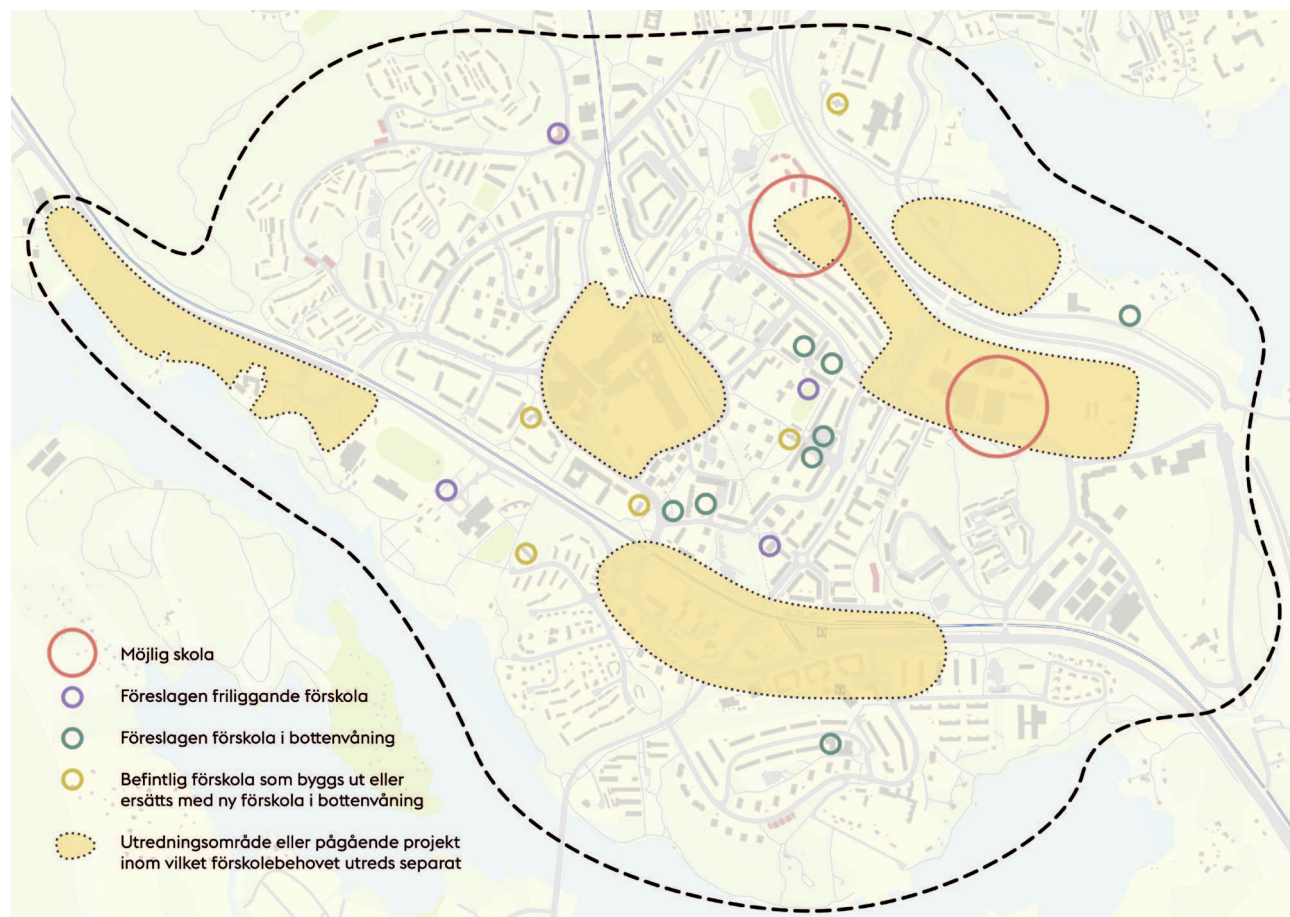 Möjlig skola
Föreslagen friliggande förskola
Föreslagen förskola i bottenvåning
Befintlig förskola som byggs ut eller
ersätts med ny förskola i bottenvåning
Utredningsområde eller pågående projekt
inom vilket förskolebehovet utreds separat